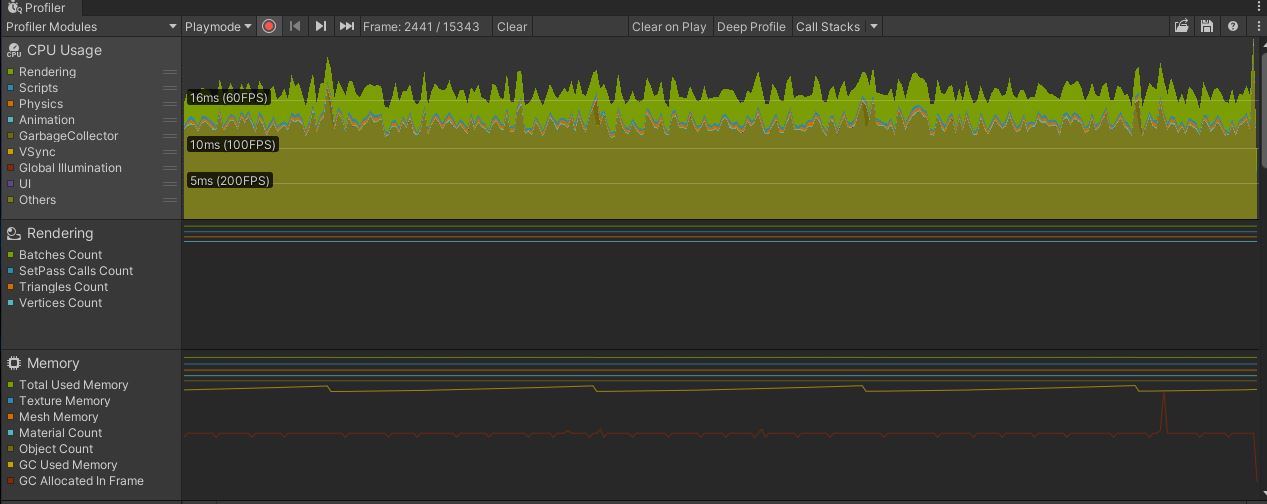 Profiler
Profiler Modules
Playmode
Frame: 2441 / 15343
Clear
Clear on Play
Deep Profile
Call Stacks
CPU
CPU Usage
Rendering
Scripts
Physics
Animation
GarbageCollector
VSync
Global Illumination
UI
Others
16ms (60FPS)
10ms (100FPS)
5ms (200FPS)
Rendering
Batches Count
SetPass Calls Count
Triangles Count
Vertices Count
Memory
Total Used Memory
Texture Memory
Mesh Memory
Material Count
Object Count
GC Used Memory
GC Allocated In Frame